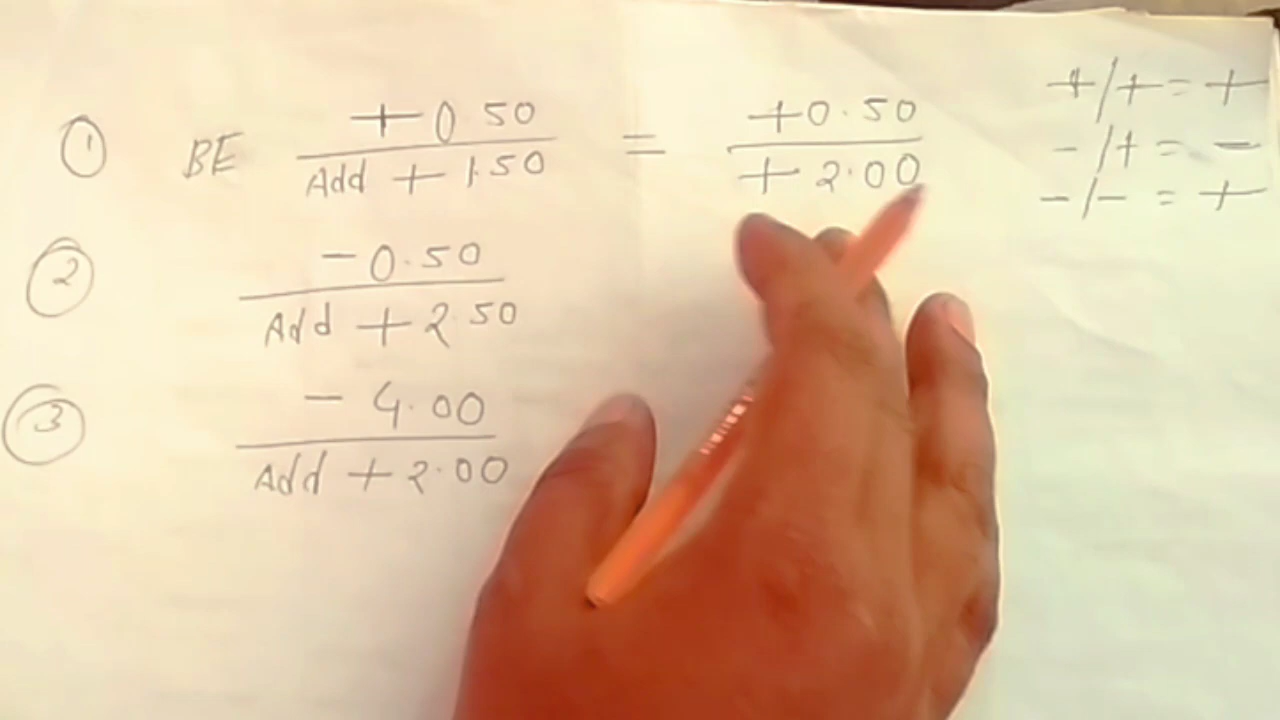 ① BE +0.50 = +0.50 +/+ = +
Add + 1.50 + 2.00 -/+ = -
-/- = +
② -0.50
Add + 2.50
③ - 4.00
Add + 2.00